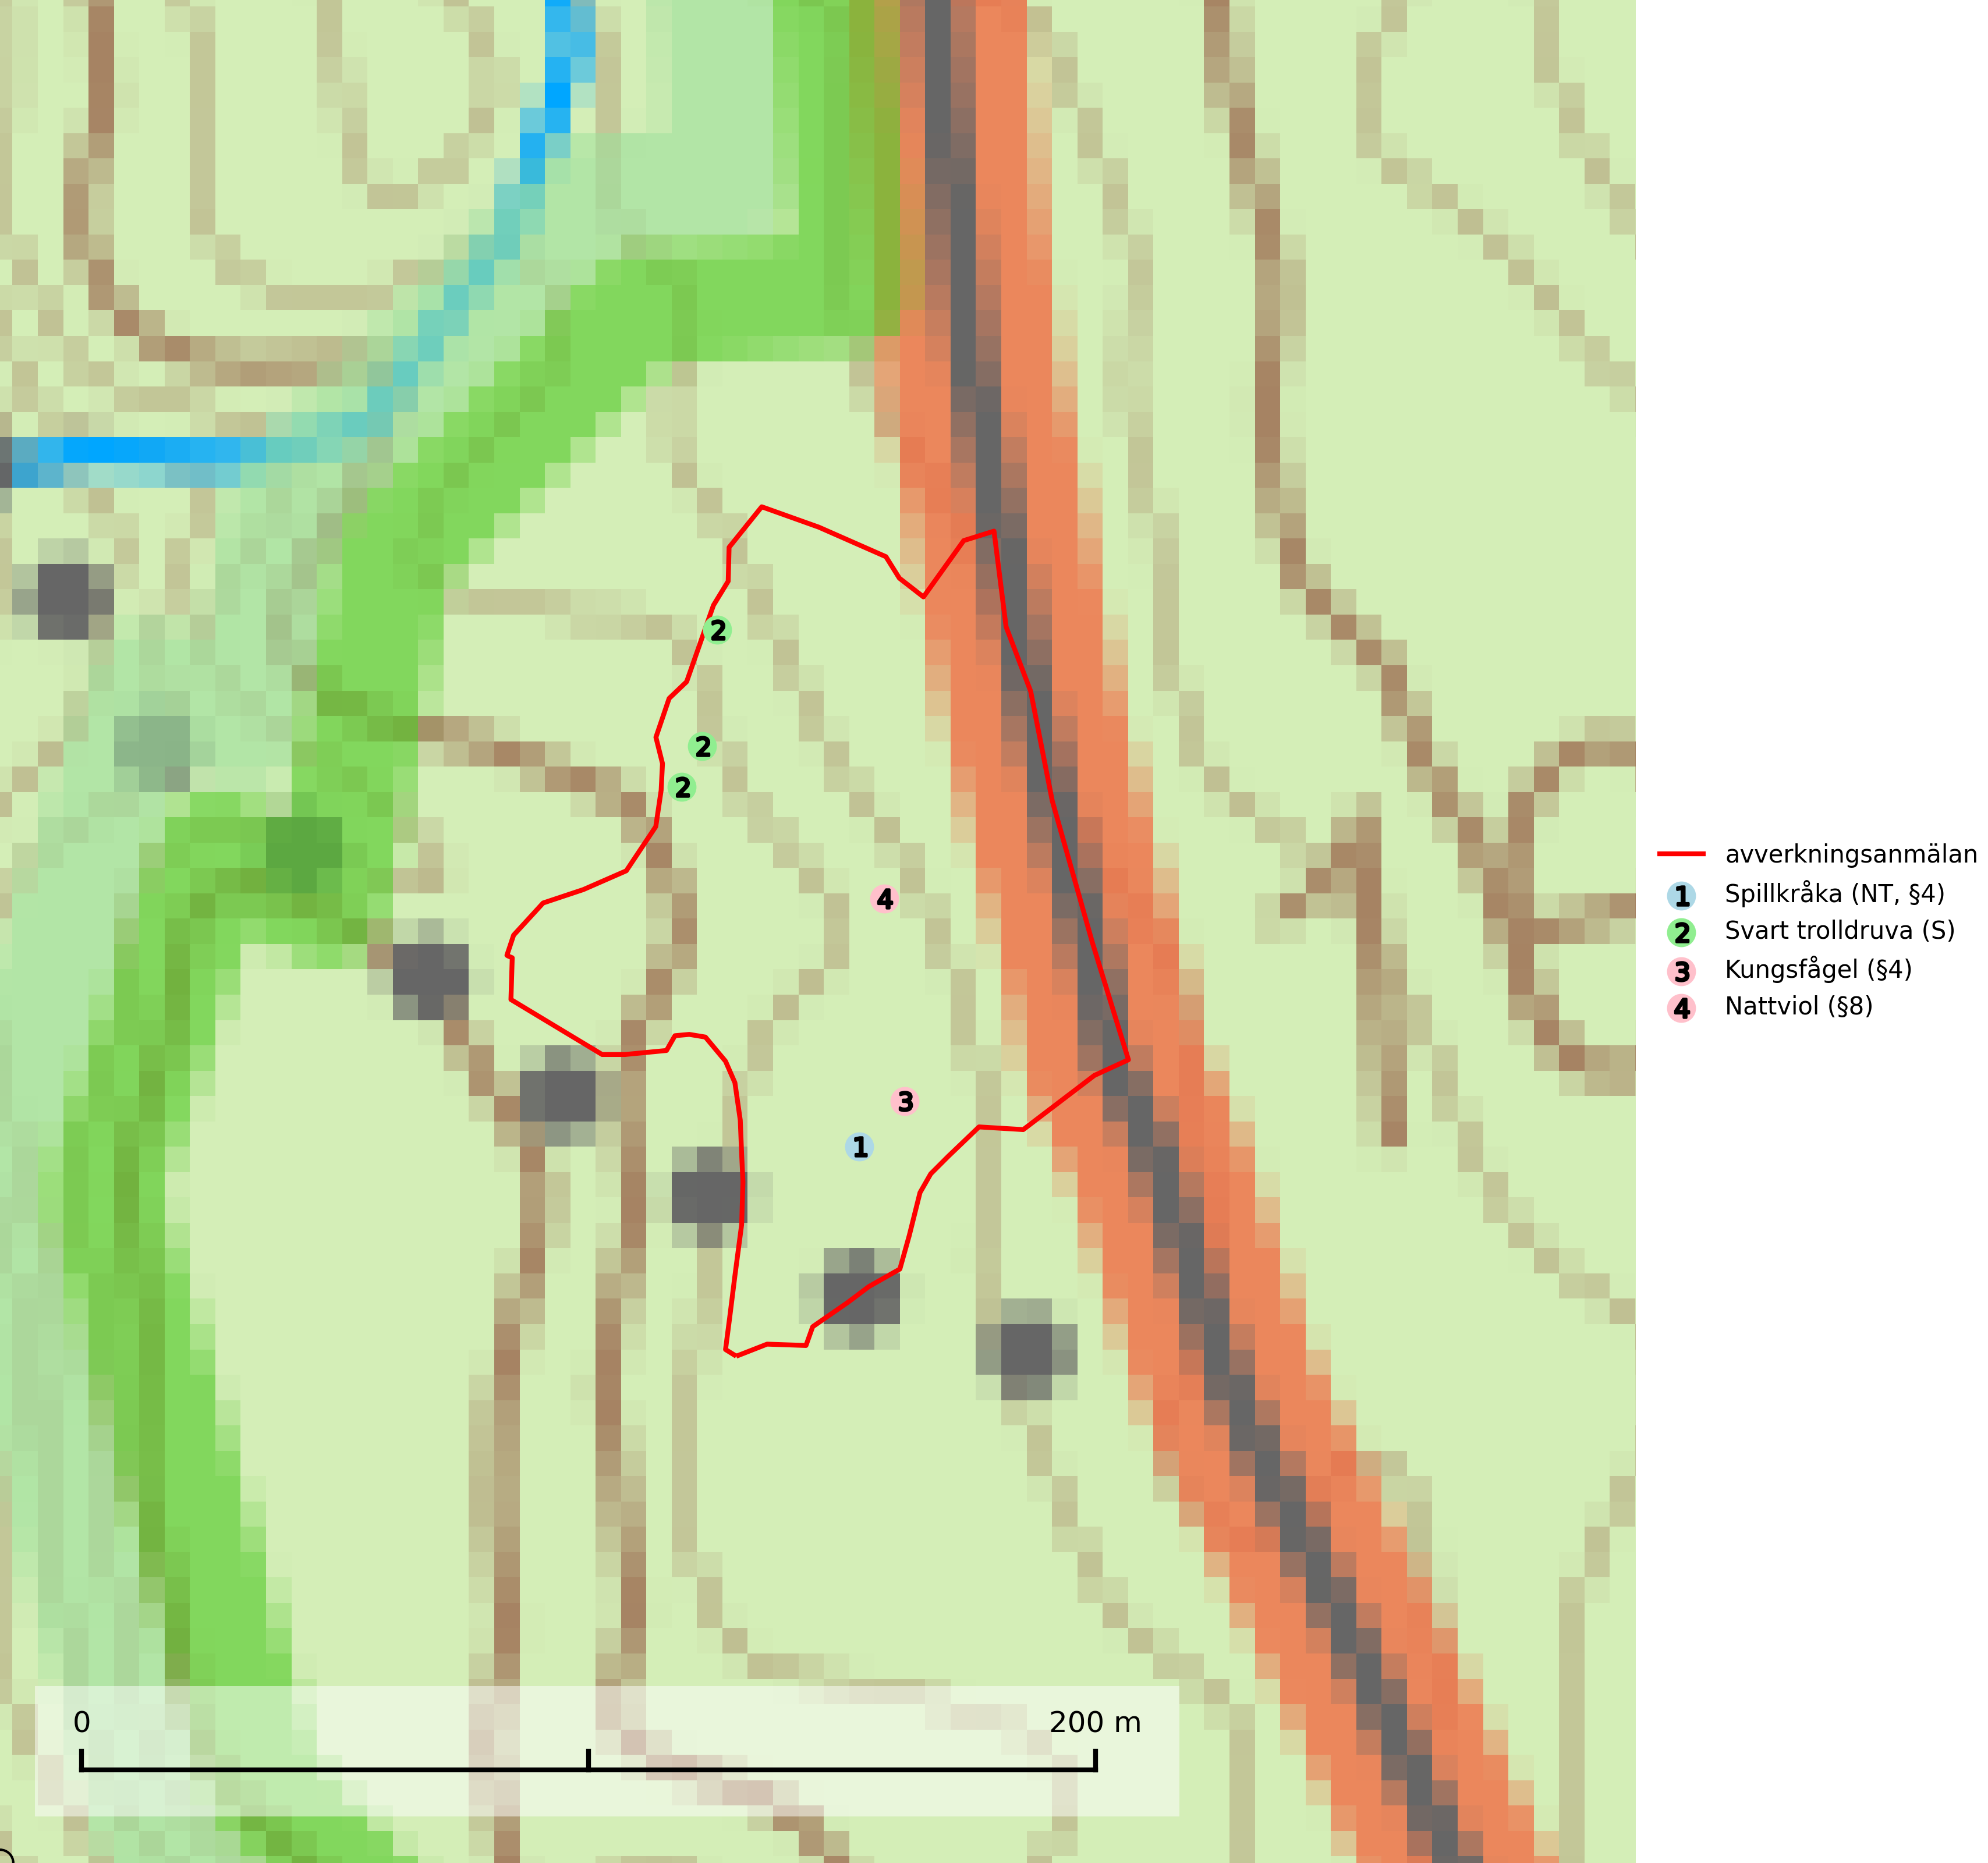 2
2
2
4
3
1
avverkningsanmälan
1 Spillkråka (NT, §4)
2 Svart trolldruva (S)
3 Kungsfågel (§4)
4 Nattviol (§8)
0 200 m